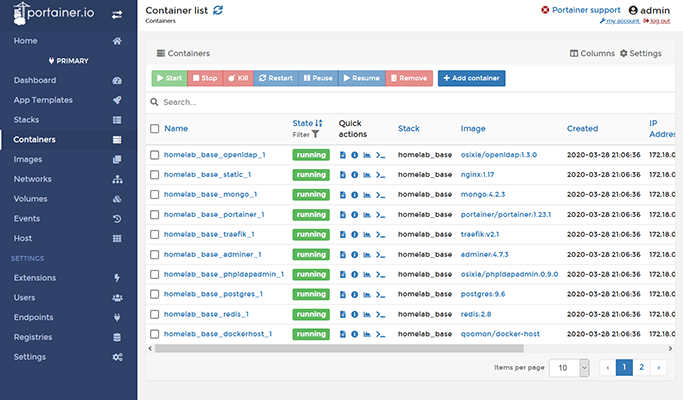 portainer.io
Home
PRIMARY
Dashboard
App Templates
Stacks
Containers
Images
Networks
Volumes
Events
Host
SETTINGS
Extensions
Users
Endpoints
Registries
Settings
Container list
Containers
Portainer support admin
my account log out
Containers Columns Settings
Start Stop Kill Restart Pause Resume Remove + Add container
Search...
Name State Filter Quick actions Stack Image Created IP Addres
homelab_base_openldap_1 running homelab_base osixia/openldap:1.3.0 2020-03-28 21:06:36 172.18.0
homelab_base_static_1 running homelab_base nginx:1.17 2020-03-28 21:06:36 172.18.0
homelab_base_mongo_1 running homelab_base mongo:4.2.3 2020-03-28 21:06:36 172.18.0
homelab_base_portainer_1 running homelab_base portainer/portainer:1.23.1 2020-03-28 21:06:36 172.18.0
homelab_base_traefik_1 running homelab_base traefik:v2.1 2020-03-28 21:06:36 172.18.0
homelab_base_adminer_1 running homelab_base adminer:4.7.3 2020-03-28 21:06:36 172.18.0
homelab_base_phpldapadmin_1 running homelab_base osixia/phpldapadmin:0.9.0 2020-03-28 21:06:36 172.18.0
homelab_base_postgres_1 running homelab_base postgres:9.6 2020-03-28 21:06:36 172.18.0
homelab_base_redis_1 running homelab_base redis:2.8 2020-03-28 21:06:36 172.18.0
homelab_base_dockerhost_1 running homelab_base qoomon/docker-host 2020-03-28 21:06:36 172.18.0
Items per page 10 ‹ 1 2 ›